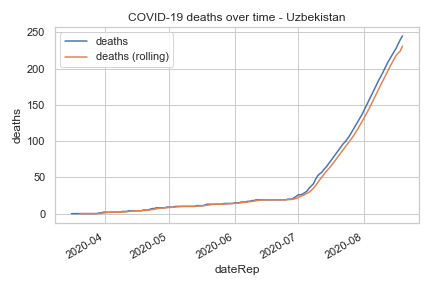 COVID-19 deaths over time - Uzbekistan
deaths
deaths (rolling)
250
200
150
100
50
0
deaths
2020-04
2020-05
2020-06
2020-07
2020-08
dateRep